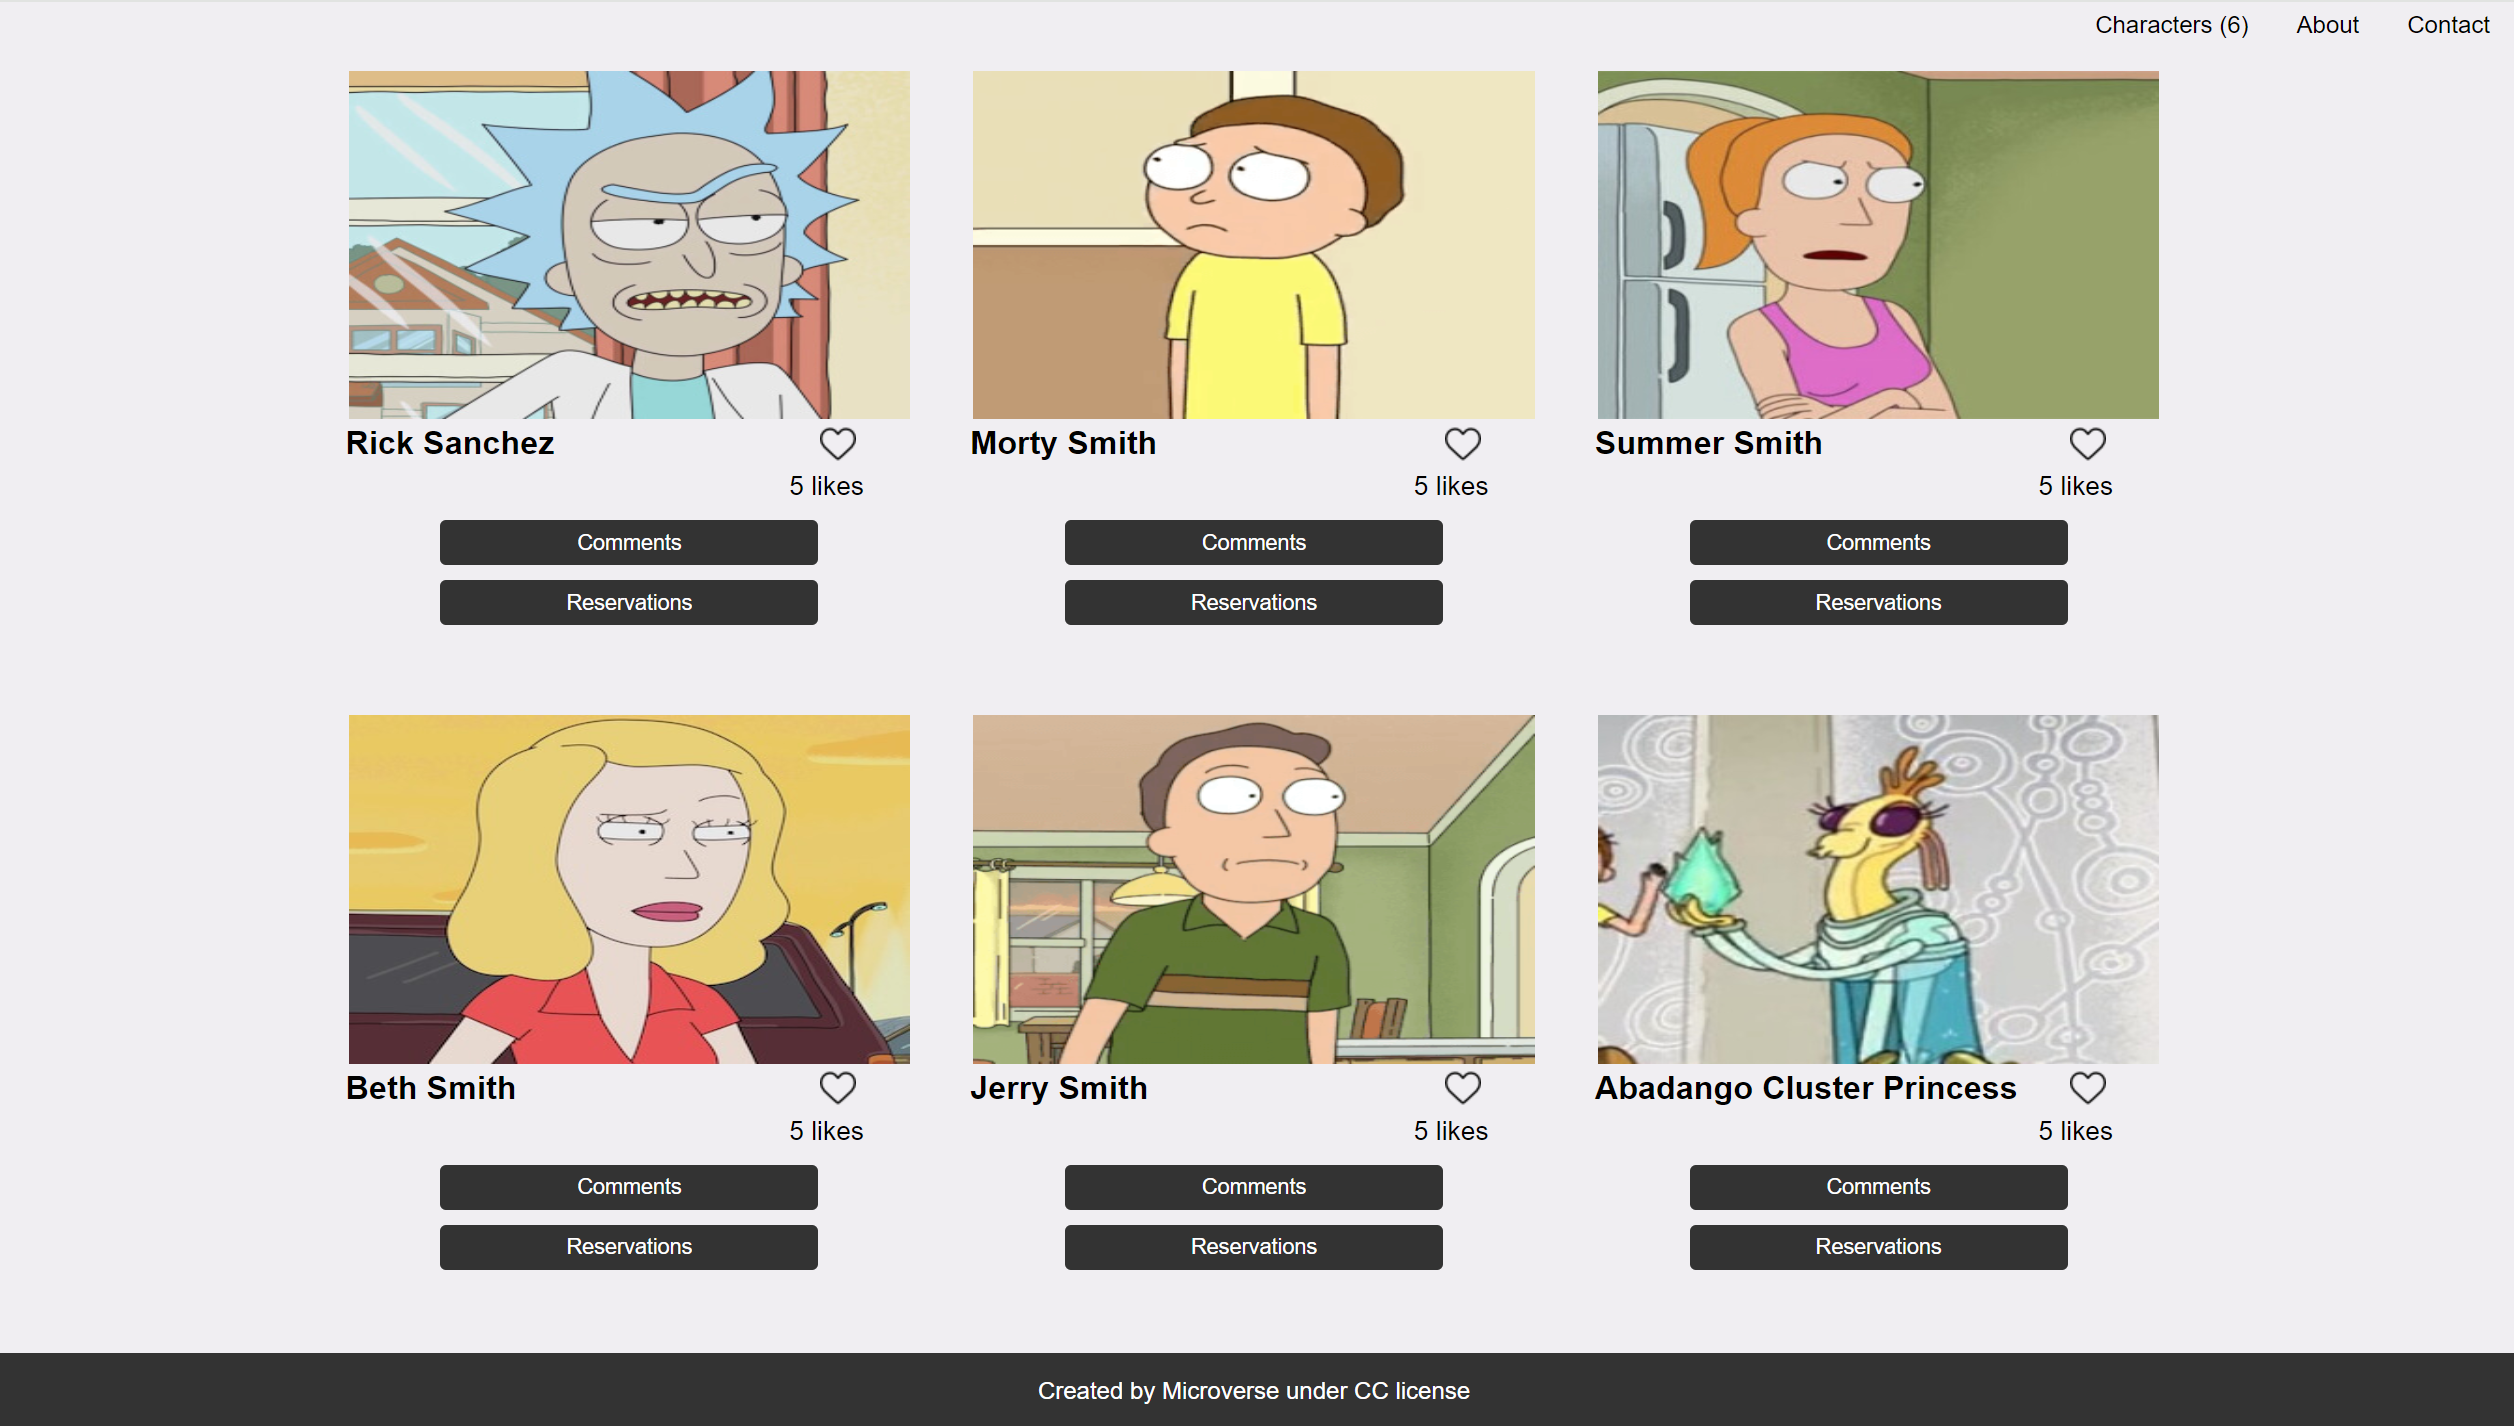 Characters (6) About Contact
Rick Sanchez
5 likes
Comments
Reservations
Morty Smith
5 likes
Comments
Reservations
Summer Smith
5 likes
Comments
Reservations
Beth Smith
5 likes
Comments
Reservations
Jerry Smith
5 likes
Comments
Reservations
Abadango Cluster Princess
5 likes
Comments
Reservations
Created by Microverse under CC license